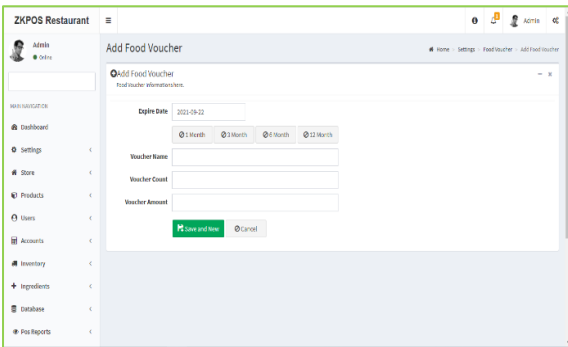 ZKPOS Restaurant
1
Admin
Admin
Online
MAIN NAVIGATION
Dashboard
Settings
Store
Products
Users
Accounts
Inventory
Ingredients
Database
Pos Reports
Add Food Voucher
Home > Settings > Food Voucher > Add Food Voucher
Add Food Voucher
Food Voucher Informations here.
Expire Date 2021-09-22
1 Month 3 Month 6 Month 12 Month
Voucher Name
Voucher Count
Voucher Amount
Save and New Cancel